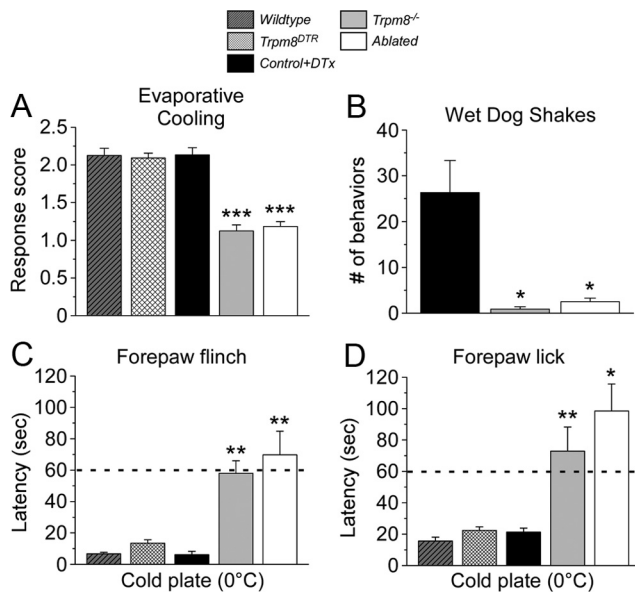 Wildtype
Trpm8-/-
Trpm8DTR
Ablated
Control+DTx
A
Evaporative
Cooling
Response score
2.5
2.0
1.5
1.0
0.5
0
***
***
B
Wet Dog Shakes
# of behaviors
40
30
20
10
0
*
*
C
Forepaw flinch
Latency (sec)
120
100
80
60
40
20
0
**
**
Cold plate (0°C)
D
Forepaw lick
Latency (sec)
120
100
80
60
40
20
0
**
*
Cold plate (0°C)